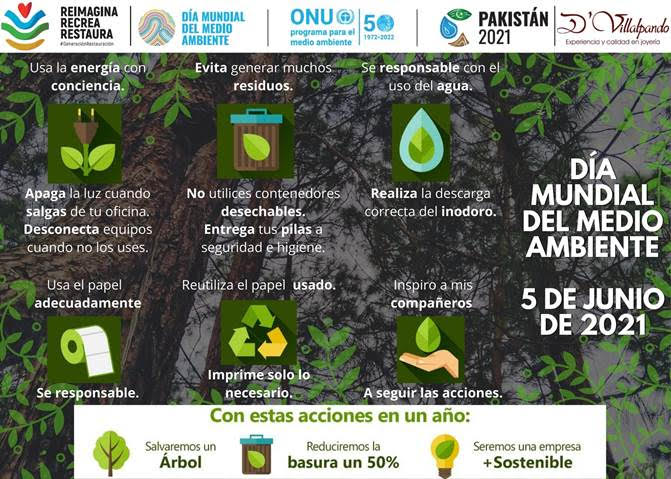 REIMAGINA
RECREA
RESTAURA
#GeneraciónRestauración
DÍA MUNDIAL
DEL MEDIO
AMBIENTE
ONU
programa para el
medio ambiente
50
1972-2022
PAKISTÁN
2021
D'Villalpando
Experiencia y calidad en joyería
Usa la energía con
conciencia.
Apaga la luz cuando
salgas de tu oficina.
Desconecta equipos
cuando no los uses.
Evita generar muchos
residuos.
No utilices contenedores
desechables.
Entrega tus pilas a
seguridad e higiene.
Se responsable con el
uso del agua.
Realiza la descarga
correcta del inodoro.
DÍA
MUNDIAL
DEL MEDIO
AMBIENTE
5 DE JUNIO
DE 2021
Usa el papel
adecuadamente
Se responsable.
Reutiliza el papel usado.
Imprime solo lo
necesario.
Inspiro a mis
compañeros
A seguir las acciones.
Con estas acciones en un año:
Salvaremos un
Árbol
Reduciremos la
basura un 50%
Seremos una empresa
+Sostenible